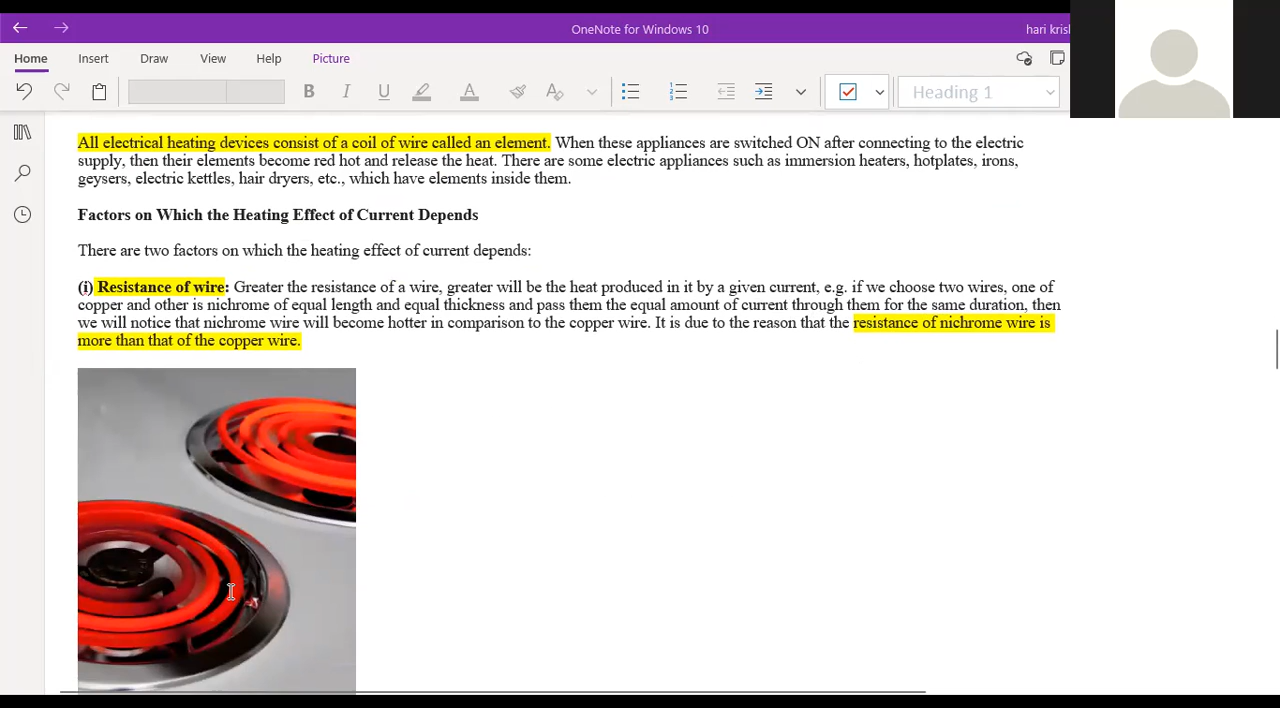 OneNote for Windows 10
hari krish
Home Insert Draw View Help Picture
B I U A Heading 1
All electrical heating devices consist of a coil of wire called an element. When these appliances are switched ON after connecting to the electric
supply, then their elements become red hot and release the heat. There are some electric appliances such as immersion heaters, hotplates, irons,
geysers, electric kettles, hair dryers, etc., which have elements inside them.
Factors on Which the Heating Effect of Current Depends
There are two factors on which the heating effect of current depends:
(i) Resistance of wire: Greater the resistance of a wire, greater will be the heat produced in it by a given current, e.g. if we choose two wires, one of
copper and other is nichrome of equal length and equal thickness and pass them the equal amount of current through them for the same duration, then
we will notice that nichrome wire will become hotter in comparison to the copper wire. It is due to the reason that the resistance of nichrome wire is
more than that of the copper wire.